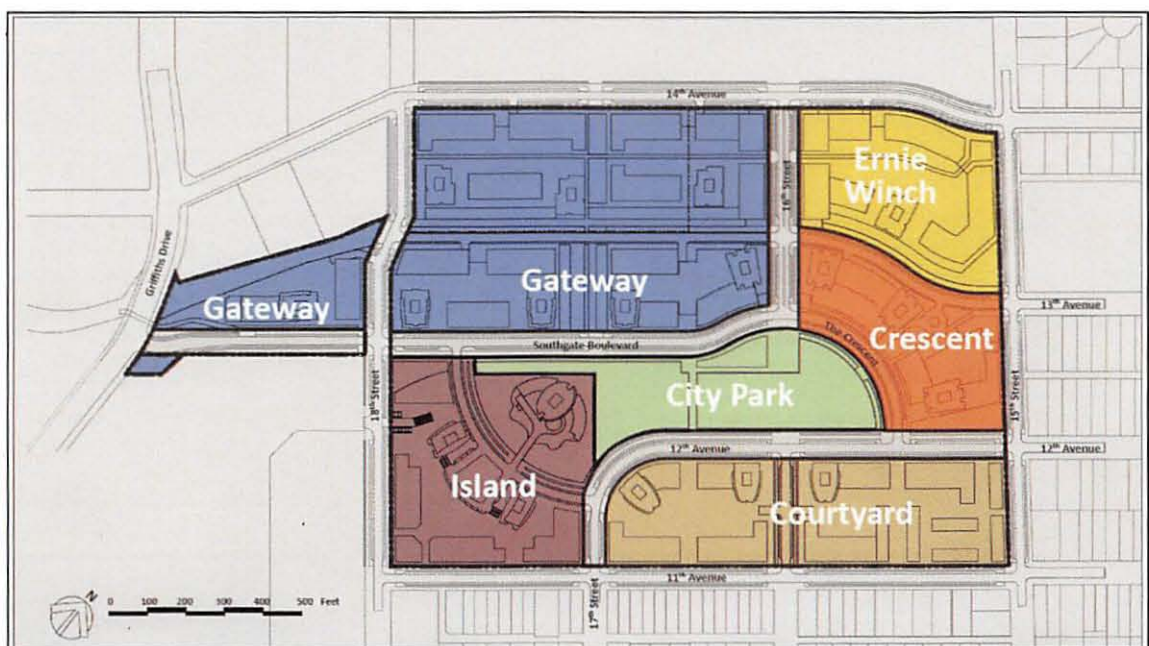 14th Avenue
Ernie
Winch
16th Street
Griffiths Drive
Gateway
Gateway
13th Avenue
Crescent
The Crescent
Southgate Boulevard
City Park
18th Street
15th Street
12th Avenue
12th Avenue
Island
Courtyard
11th Avenue
17th Street
N
0 100 200 300 400 500 Feet